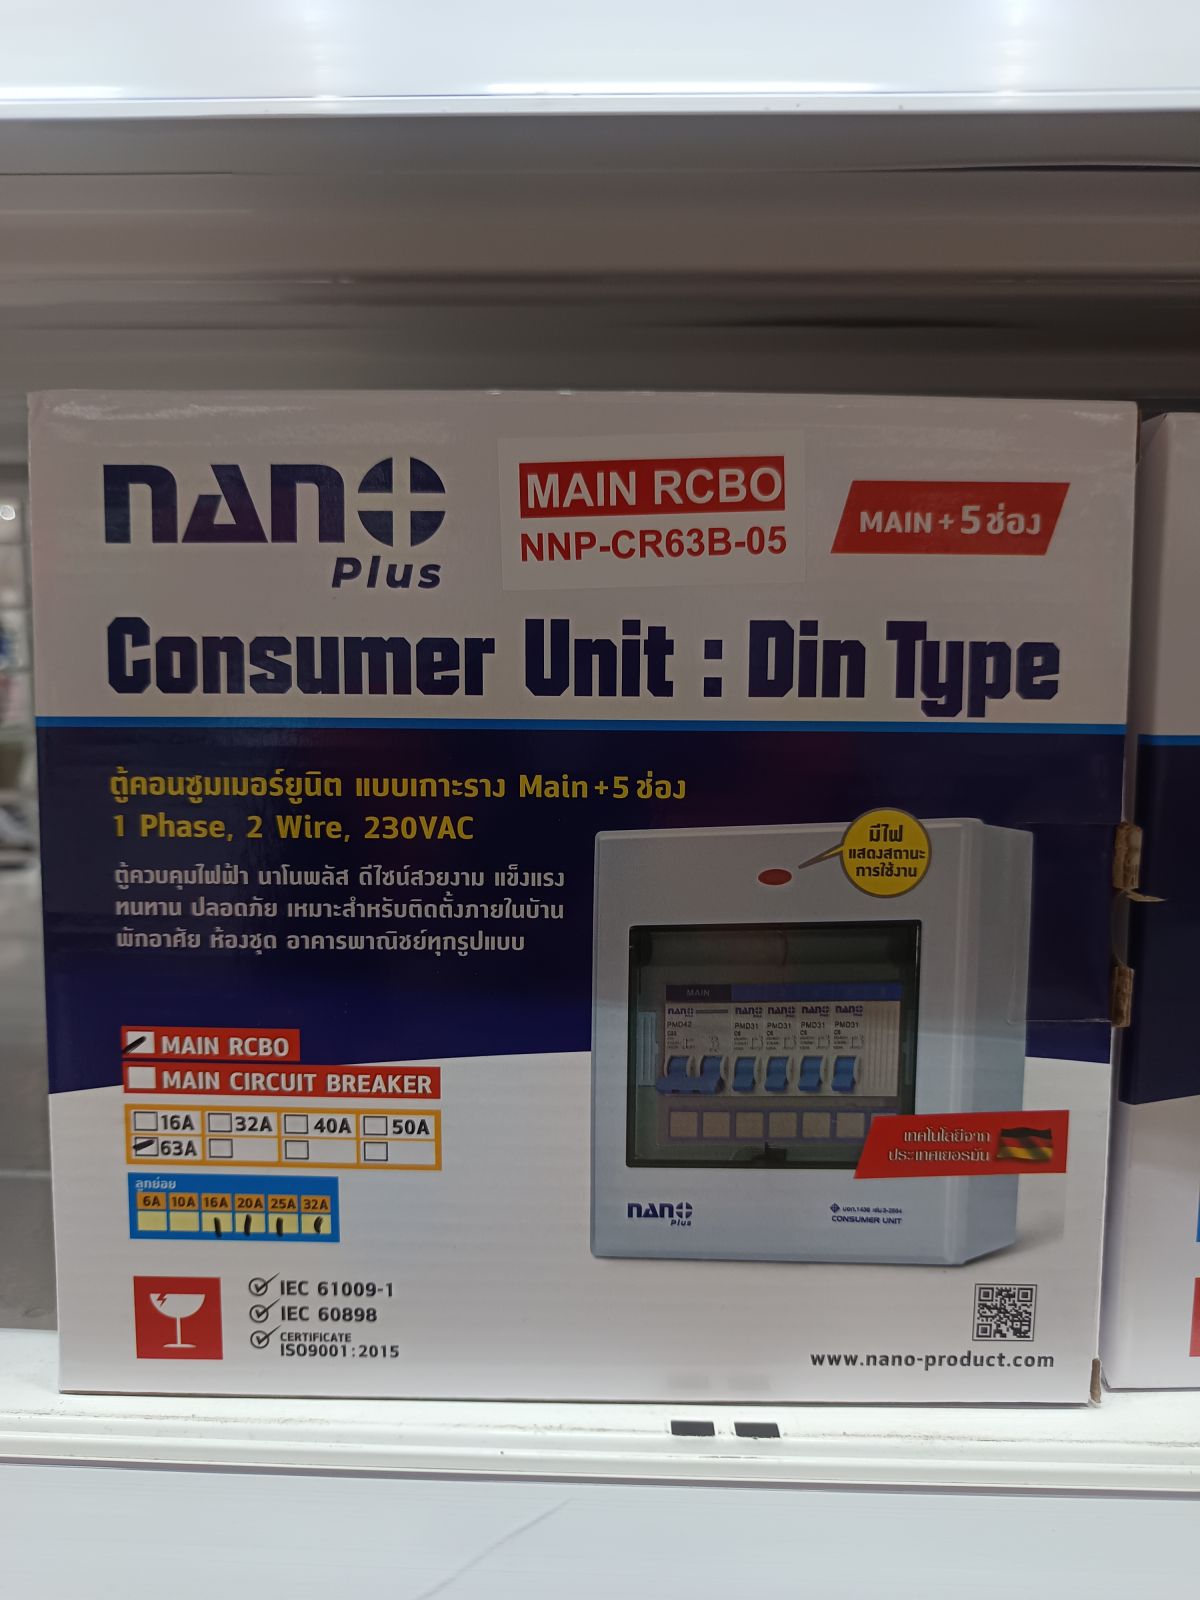 nano
Plus
MAIN RCBO
NNP-CR63B-05
MAIN + 5 ช่อง
Consumer Unit : Din Type
ตู้คอนซูมเมอร์ยูนิต แบบเกาะราง Main + 5 ช่อง
1 Phase, 2 Wire, 230VAC
ตู้ควบคุมไฟฟ้า นาโนพลัส ดีไซน์สวยงาม แข็งแรง
ทนทาน ปลอดภัย เหมาะสำหรับติดตั้งภายในบ้าน
พักอาศัย ห้องชุด อาคารพาณิชย์ทุกรูปแบบ
มีไฟ
แสดงสถานะ
การใช้งาน
MAIN
nano nano nano nano nano
PMD42 PMD31 PMD31 PMD31 PMD31
MAIN RCBO
MAIN CIRCUIT BREAKER
16A 32A 40A 50A
63A
ลูกย่อย
6A 10A 16A 20A 25A 32A
เทคโนโลยีจาก
ประเทศเยอรมัน
nano
Plus
CONSUMER UNIT
IEC 61009-1
IEC 60898
CERTIFICATE
ISO9001:2015
www.nano-product.com